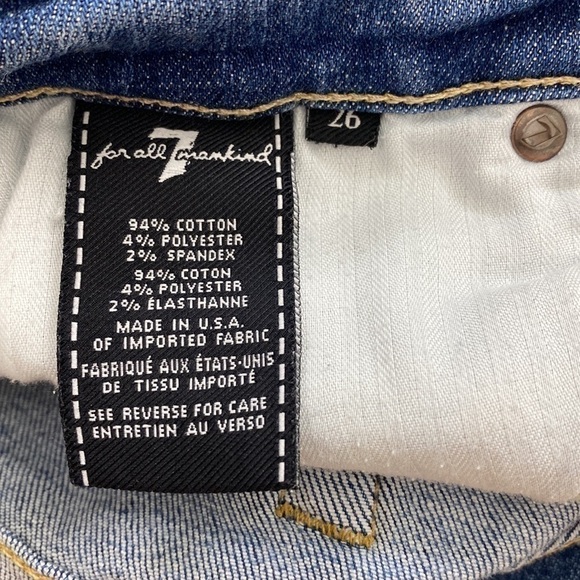 7
for all mankind
26
94% COTTON
4% POLYESTER
2% SPANDEX
94% COTON
4% POLYESTER
2% ÉLASTHANNE
MADE IN U.S.A.
OF IMPORTED FABRIC
FABRIQUÉ AUX ÉTATS-UNIS
DE TISSU IMPORTÉ
SEE REVERSE FOR CARE
ENTRETIEN AU VERSO